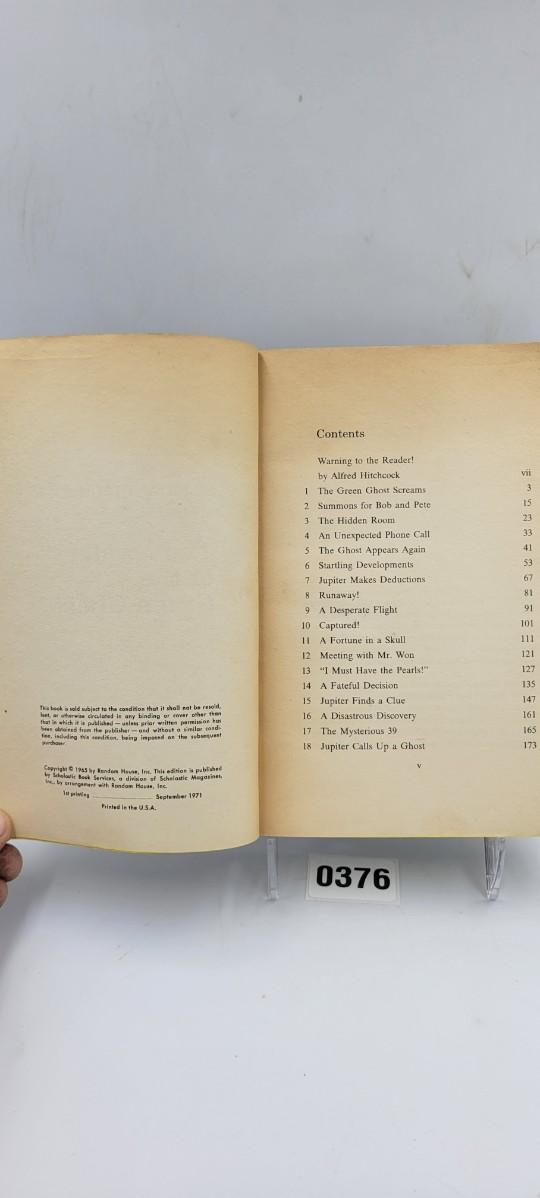 This book is sold subject to the condition that it shall not be resold,
lent, or otherwise circulated in any binding or cover other than
that in which it is published — unless prior written permission has
been obtained from the publisher — and without a similar condi-
tion, including this condition, being imposed on the subsequent
purchaser.
Copyright © 1965 by Random House, Inc. This edition is published
by Scholastic Book Services, a division of Scholastic Magazines,
Inc., by arrangement with Random House, Inc.
1st printing .................... September 1971
Printed in the U.S.A.
Contents
Warning to the Reader!
by Alfred Hitchcock vii
1 The Green Ghost Screams 3
2 Summons for Bob and Pete 15
3 The Hidden Room 23
4 An Unexpected Phone Call 33
5 The Ghost Appears Again 41
6 Startling Developments 53
7 Jupiter Makes Deductions 67
8 Runaway! 81
9 A Desperate Flight 91
10 Captured! 101
11 A Fortune in a Skull 111
12 Meeting with Mr. Won 121
13 "I Must Have the Pearls!" 127
14 A Fateful Decision 135
15 Jupiter Finds a Clue 147
16 A Disastrous Discovery 161
17 The Mysterious 39 165
18 Jupiter Calls Up a Ghost 173
v
0376